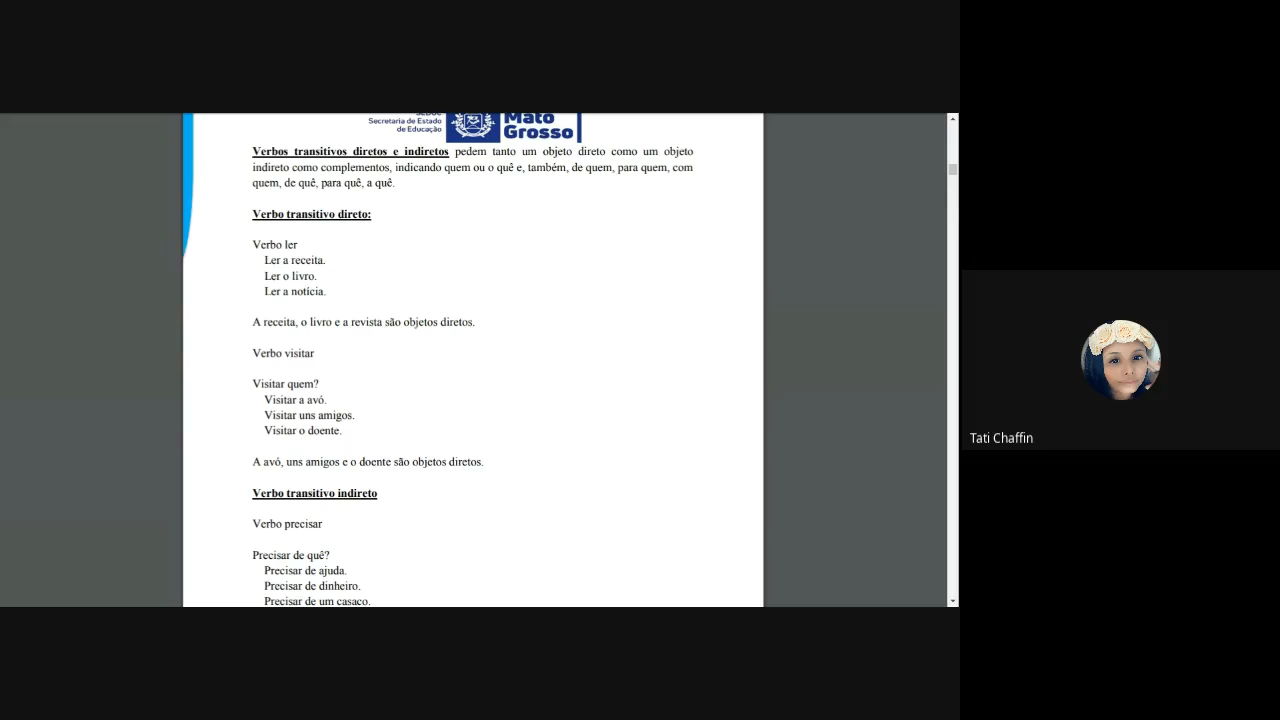 SEDUC
Secretaria de Estado
de Educação
Mato
Grosso
Verbos transitivos diretos e indiretos pedem tanto um objeto direto como um objeto
indireto como complementos, indicando quem ou o quê e, também, de quem, para quem, com
quem, de quê, para quê, a quê.
Verbo transitivo direto:
Verbo ler
Ler a receita.
Ler o livro.
Ler a notícia.
A receita, o livro e a revista são objetos diretos.
Verbo visitar
Visitar quem?
Visitar a avó.
Visitar uns amigos.
Visitar o doente.
A avó, uns amigos e o doente são objetos diretos.
Verbo transitivo indireto
Verbo precisar
Precisar de quê?
Precisar de ajuda.
Precisar de dinheiro.
Precisar de um casaco.
Tati Chaffin